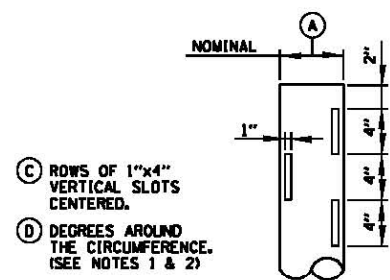 A
NOMINAL
2"
1"
4"
4"
4"
C ROWS OF 1"x4"
VERTICAL SLOTS
CENTERED.
D DEGREES AROUND
THE CIRCUMFERENCE.
(SEE NOTES 1 & 2)